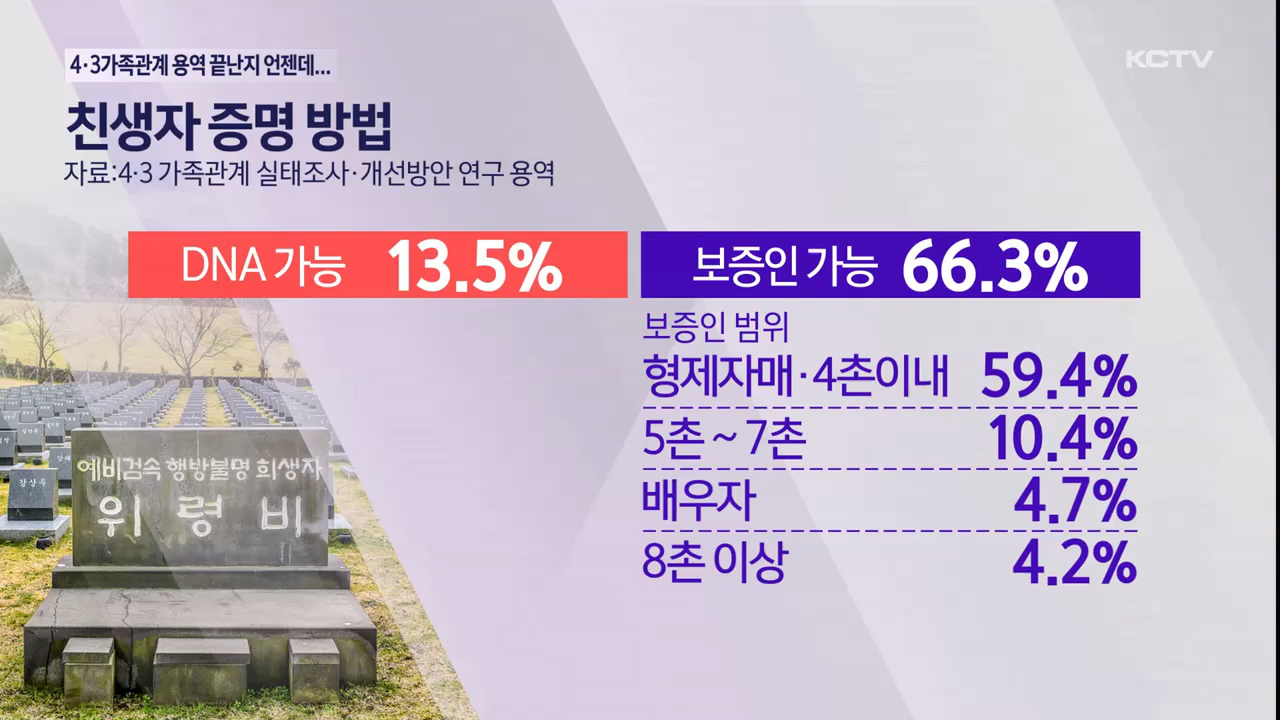 4·3가족관계 용역 끝난지 언젠데...
KCTV
친생자 증명 방법
자료:4·3 가족관계 실태조사·개선방안 연구 용역
DNA 가능 13.5%
보증인 가능 66.3%
보증인 범위
형제자매·4촌이내 59.4%
5촌 ~ 7촌 10.4%
배우자 4.7%
8촌 이상 4.2%
예비검속 행방불명 희생자
위령비